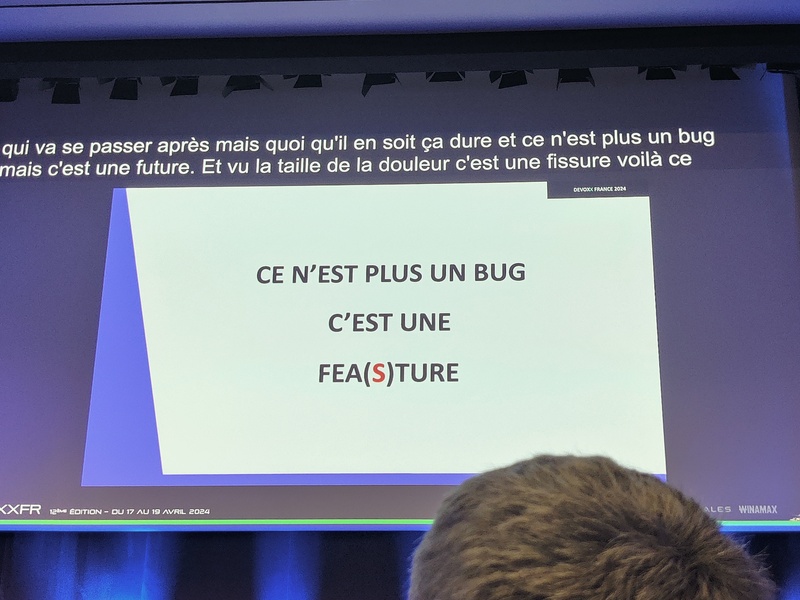 qui va se passer après mais quoi qu'il en soit ça dure et ce n'est plus un bug
mais c'est une future. Et vu la taille de la douleur c'est une fissure voilà ce
DEVOXX FRANCE 2024
CE N'EST PLUS UN BUG
C'EST UNE
FEA(S)TURE
XXFR 12ème ÉDITION - DU 17 AU 19 AVRIL 2024
ALES WINAMAX